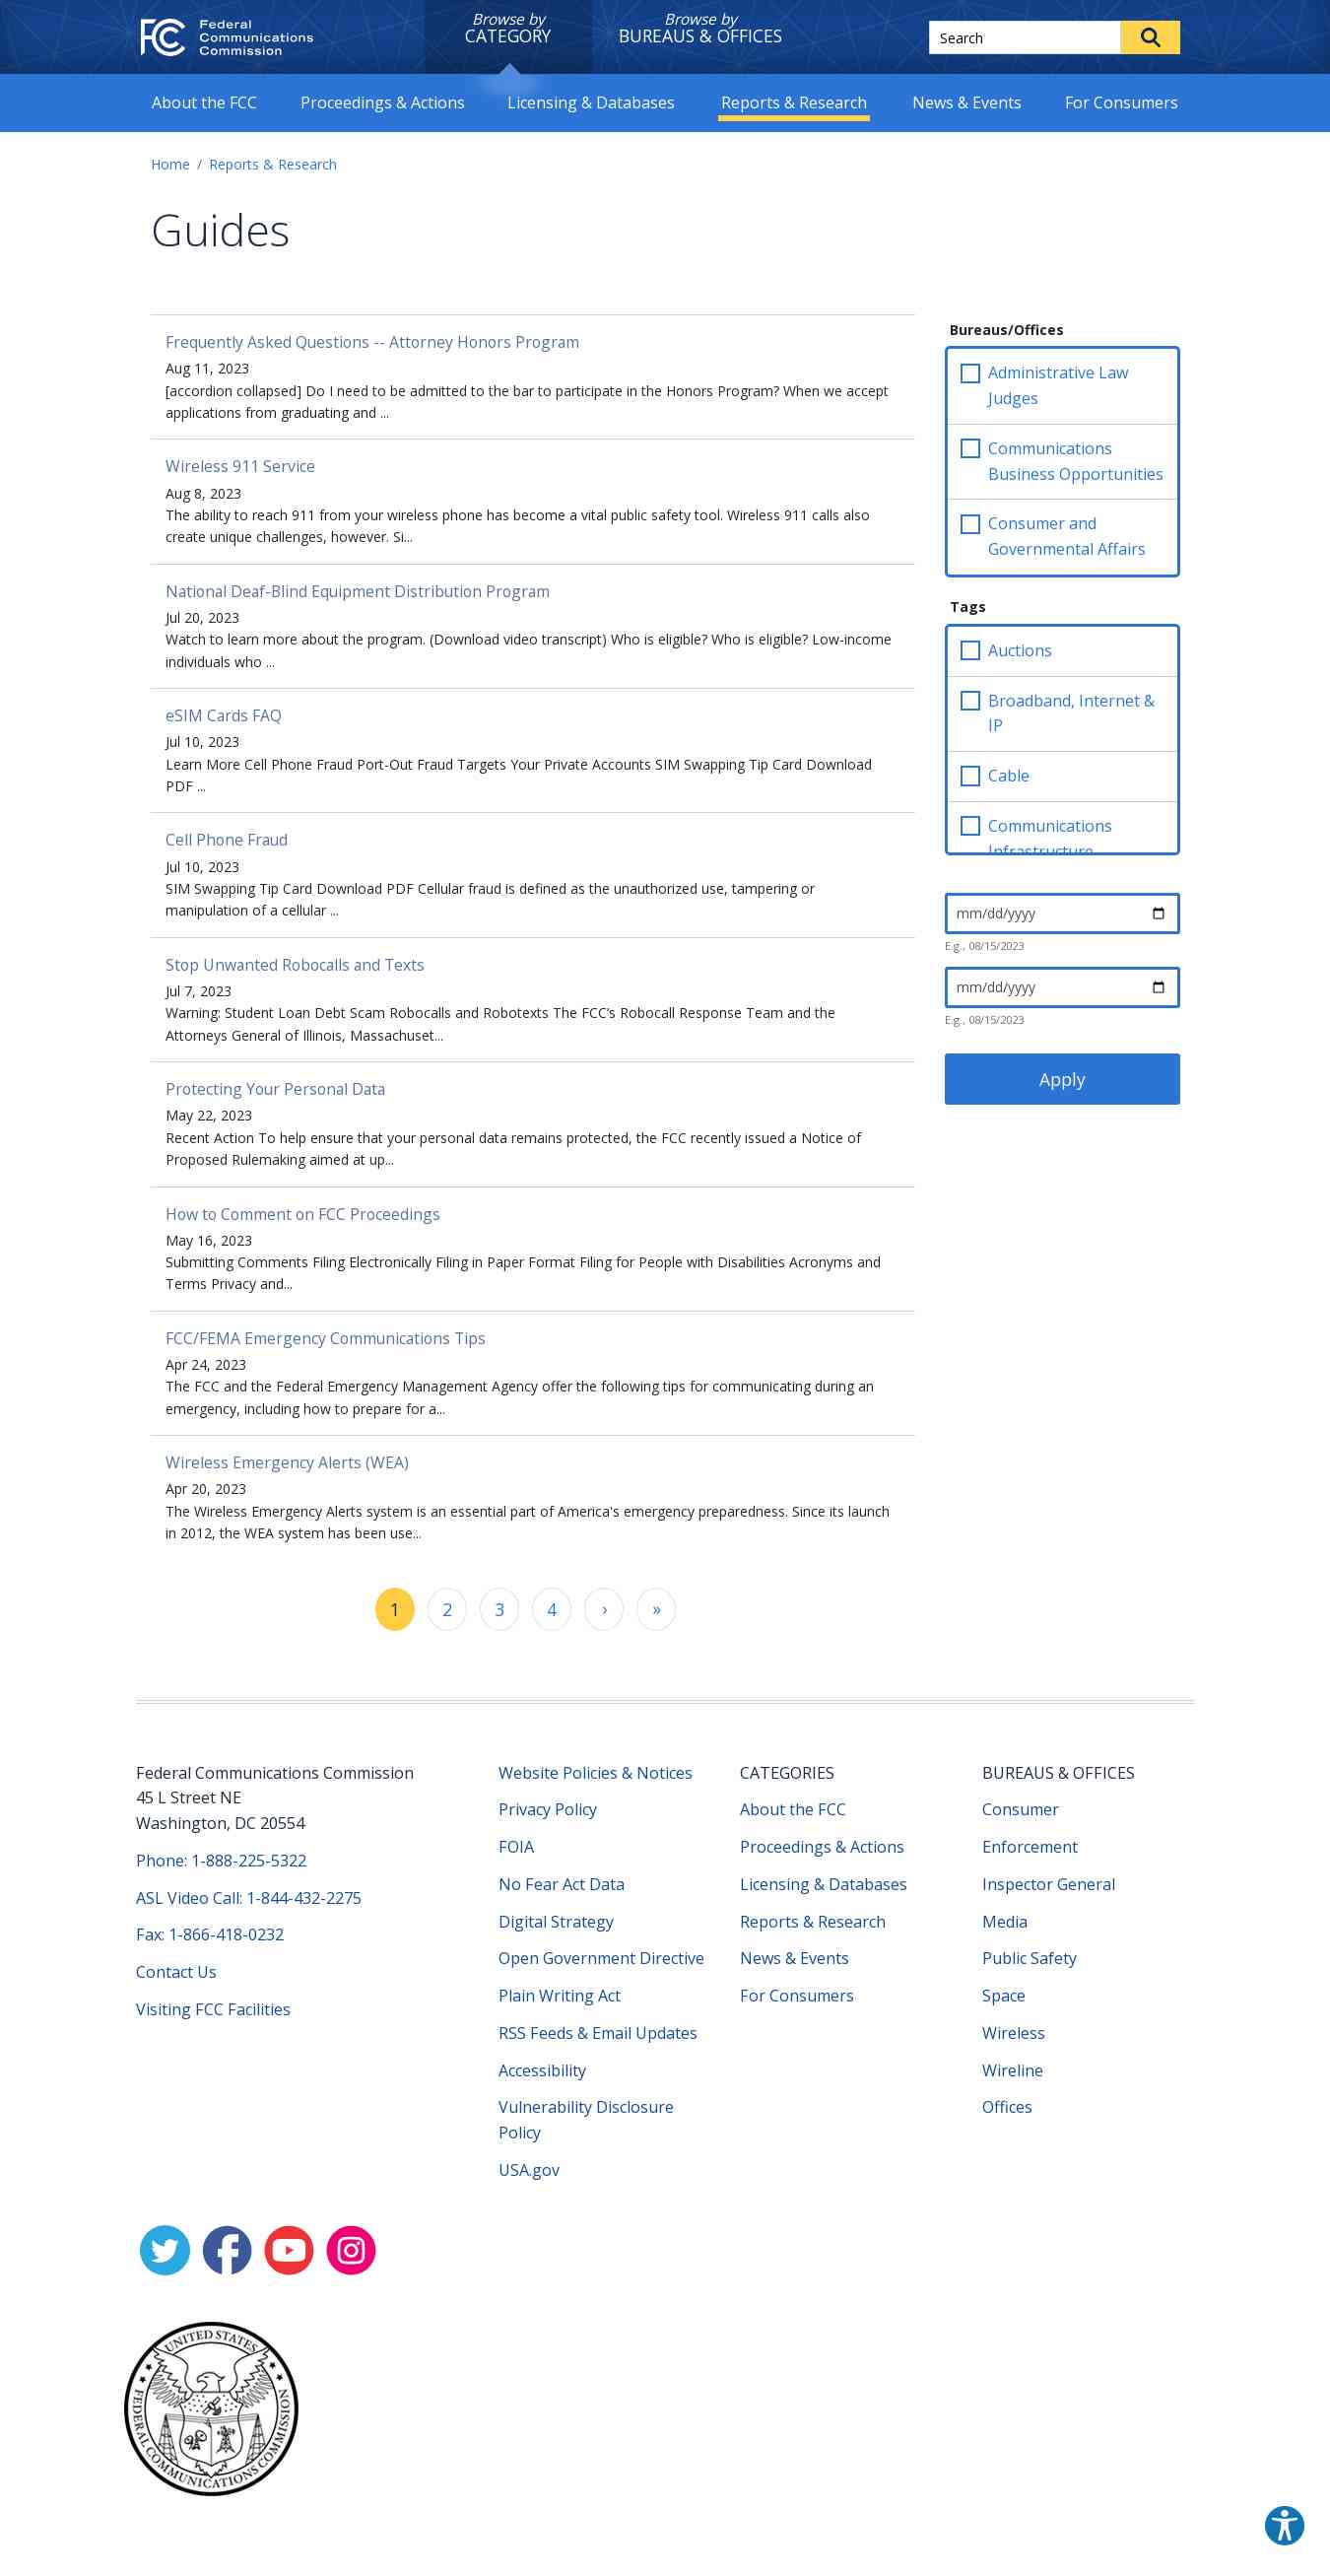 Federal
Communications
Commission
Browse by
CATEGORY
Browse by
BUREAUS & OFFICES
Search
About the FCC
Proceedings & Actions
Licensing & Databases
Reports & Research
News & Events
For Consumers
Home / Reports & Research
Guides
Frequently Asked Questions -- Attorney Honors Program
Aug 11, 2023
[accordion collapsed] Do I need to be admitted to the bar to participate in the Honors Program? When we accept
applications from graduating and ...
Wireless 911 Service
Aug 8, 2023
The ability to reach 911 from your wireless phone has become a vital public safety tool. Wireless 911 calls also
create unique challenges, however. Si...
National Deaf-Blind Equipment Distribution Program
Jul 20, 2023
Watch to learn more about the program. (Download video transcript) Who is eligible? Who is eligible? Low-income
individuals who ...
eSIM Cards FAQ
Jul 10, 2023
Learn More Cell Phone Fraud Port-Out Fraud Targets Your Private Accounts SIM Swapping Tip Card Download
PDF ...
Cell Phone Fraud
Jul 10, 2023
SIM Swapping Tip Card Download PDF Cellular fraud is defined as the unauthorized use, tampering or
manipulation of a cellular ...
Stop Unwanted Robocalls and Texts
Jul 7, 2023
Warning: Student Loan Debt Scam Robocalls and Robotexts The FCC’s Robocall Response Team and the
Attorneys General of Illinois, Massachuset...
Protecting Your Personal Data
May 22, 2023
Recent Action To help ensure that your personal data remains protected, the FCC recently issued a Notice of
Proposed Rulemaking aimed at up...
How to Comment on FCC Proceedings
May 16, 2023
Submitting Comments Filing Electronically Filing in Paper Format Filing for People with Disabilities Acronyms and
Terms Privacy and...
FCC/FEMA Emergency Communications Tips
Apr 24, 2023
The FCC and the Federal Emergency Management Agency offer the following tips for communicating during an
emergency, including how to prepare for a...
Wireless Emergency Alerts (WEA)
Apr 20, 2023
The Wireless Emergency Alerts system is an essential part of America's emergency preparedness. Since its launch
in 2012, the WEA system has been use...
1 2 3 4 › »
Bureaus/Offices
Administrative Law
Judges
Communications
Business Opportunities
Consumer and
Governmental Affairs
Tags
Auctions
Broadband, Internet &
IP
Cable
Communications
Infrastructure
mm/dd/yyyy
E.g., 08/15/2023
mm/dd/yyyy
E.g., 08/15/2023
Apply
Federal Communications Commission
45 L Street NE
Washington, DC 20554
Phone: 1-888-225-5322
ASL Video Call: 1-844-432-2275
Fax: 1-866-418-0232
Contact Us
Visiting FCC Facilities
Website Policies & Notices
Privacy Policy
FOIA
No Fear Act Data
Digital Strategy
Open Government Directive
Plain Writing Act
RSS Feeds & Email Updates
Accessibility
Vulnerability Disclosure
Policy
USA.gov
CATEGORIES
About the FCC
Proceedings & Actions
Licensing & Databases
Reports & Research
News & Events
For Consumers
BUREAUS & OFFICES
Consumer
Enforcement
Inspector General
Media
Public Safety
Space
Wireless
Wireline
Offices
UNITED STATES
FEDERAL COMMUNICATIONS COMMISSION